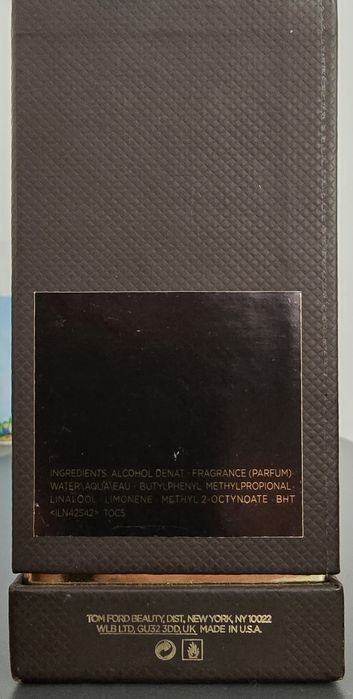 INGREDIENTS: ALCOHOL DENAT · FRAGRANCE (PARFUM) ·
WATER\AQUA\EAU · BUTYLPHENYL METHYLPROPIONAL ·
LINALOOL · LIMONENE · METHYL 2-OCTYNOATE · BHT
<ILN42542> TOCS
TOM FORD BEAUTY, DIST., NEW YORK, NY 10022
WLB LTD, GU32 3DD, UK, MADE IN U.S.A.